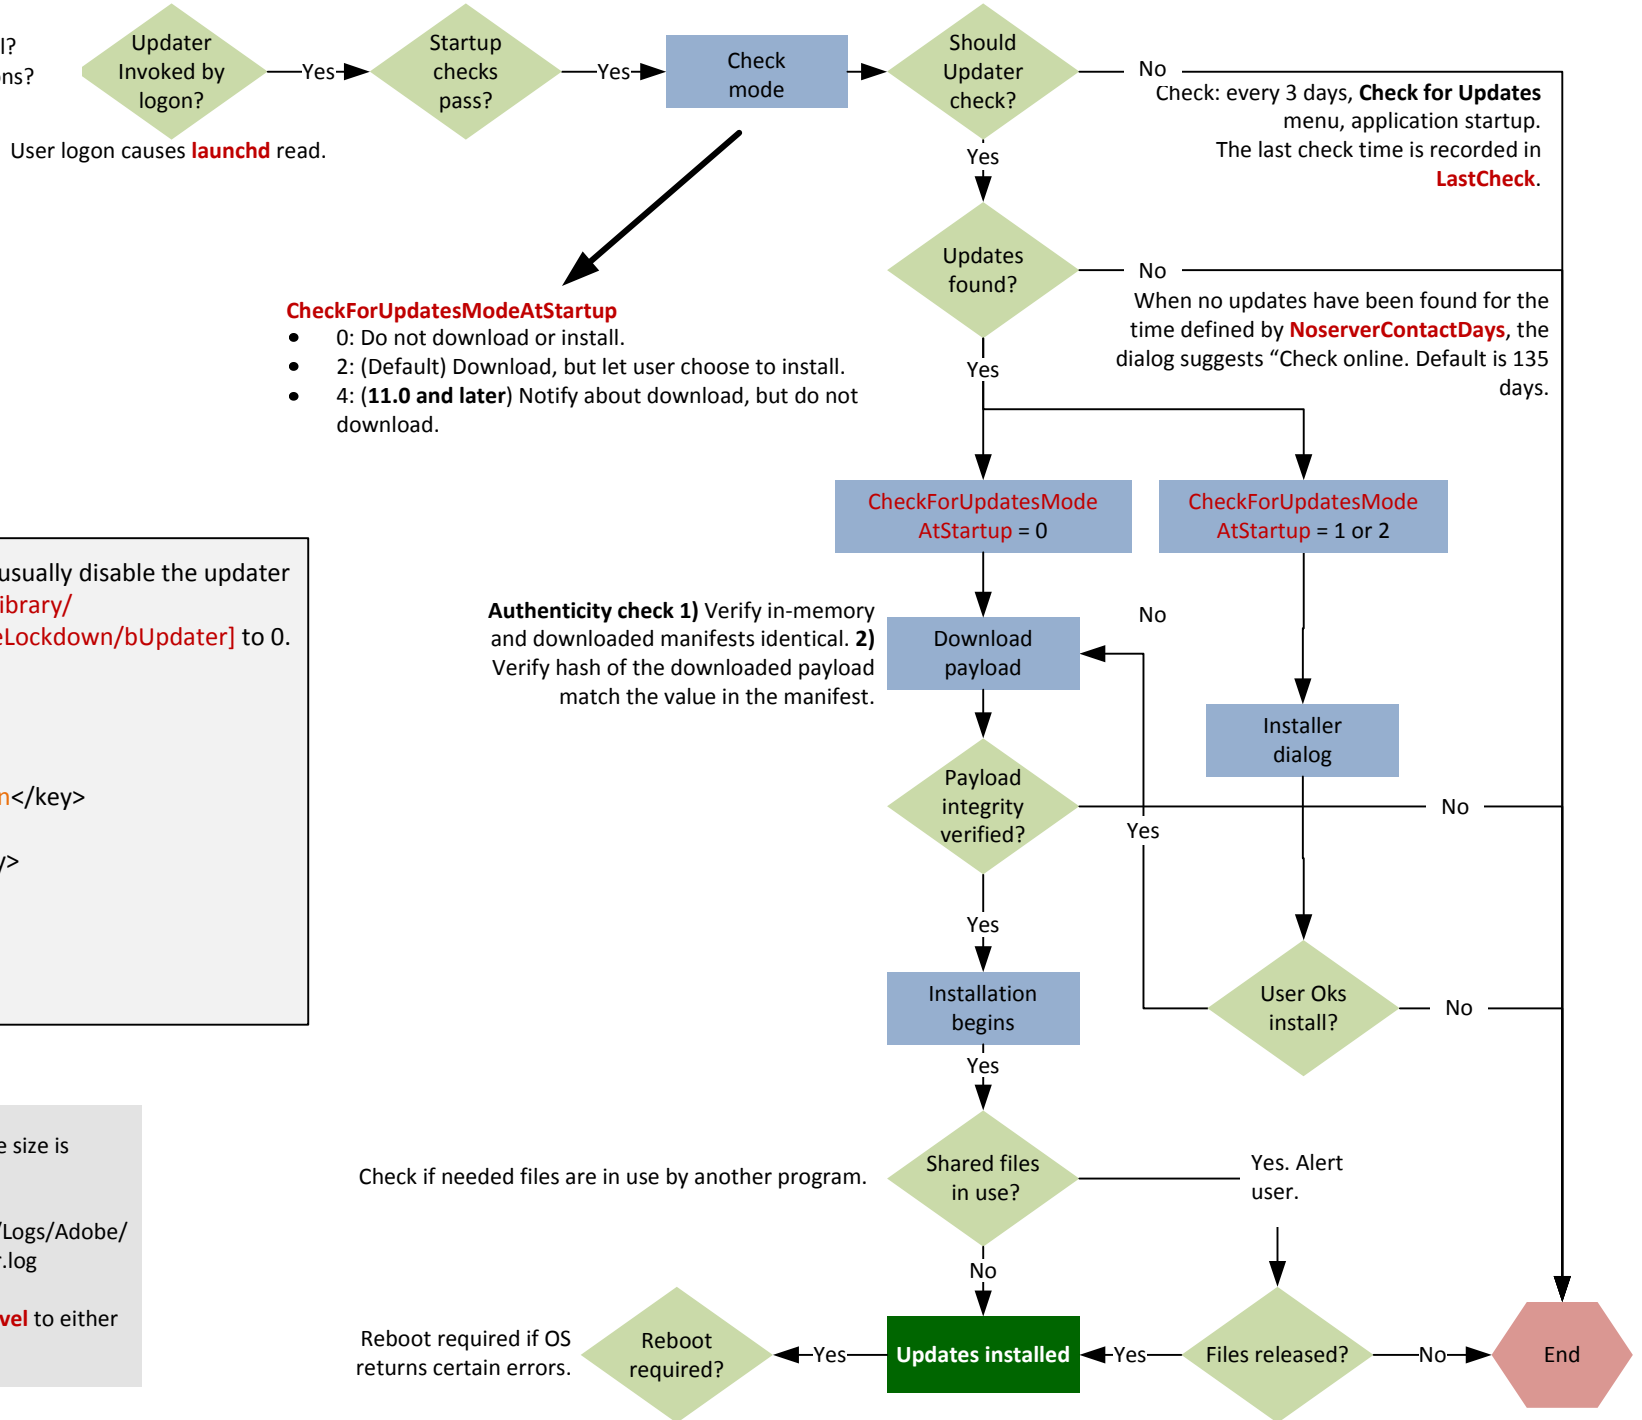 l?
ons?
Updater
Invoked by
logon?
Yes
Startup
checks
pass?
Yes
Check
mode
Should
Updater
check?
No
Check: every 3 days, Check for Updates
menu, application startup.
The last check time is recorded in
LastCheck.
User logon causes launchd read.
Yes
Updates
found?
No
When no updates have been found for the
time defined by NoserverContactDays, the
dialog suggests “Check online. Default is 135
days.
CheckForUpdatesModeAtStartup
• 0: Do not download or install.
• 2: (Default) Download, but let user choose to install.
• 4: (11.0 and later) Notify about download, but do not
download.
Yes
CheckForUpdatesMode
AtStartup = 0
CheckForUpdatesMode
AtStartup = 1 or 2
usually disable the updater
ibrary/
eLockdown/bUpdater] to 0.
n</key>
y>
Authenticity check 1) Verify in-memory
and downloaded manifests identical. 2)
Verify hash of the downloaded payload
match the value in the manifest.
Download
payload
No
Installer
dialog
Payload
integrity
verified?
No
Yes
Yes
Installation
begins
User Oks
install?
No
Yes
e size is
/Logs/Adobe/
r.log
vel to either
Check if needed files are in use by another program.
Shared files
in use?
Yes. Alert
user.
No
Reboot required if OS
returns certain errors.
Reboot
required?
Yes
Updates installed
Yes
Files released?
No
End